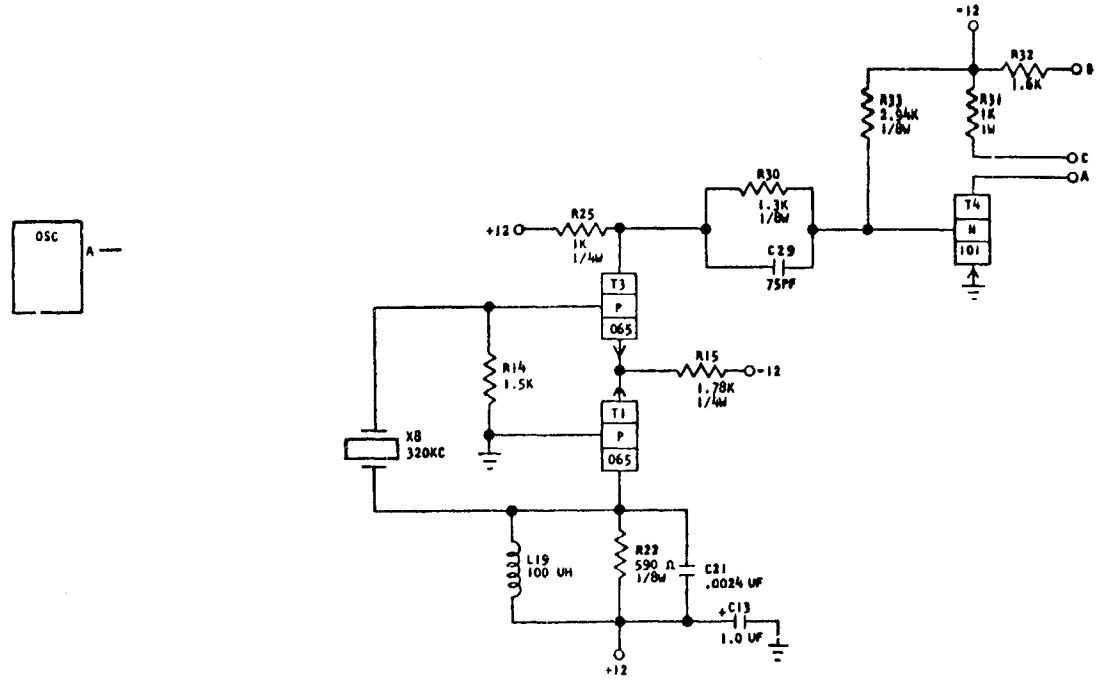 -12
R32
1.6K
B
R33
2.94K
1/8W
R31
1K
1W
C
A
T4
N
101
R30
1.3K
1/8W
C29
75PF
R25
+12
1K
1/4W
OSC
A
T3
P
065
R14
1.5K
R15
-12
1.78K
1/4W
T1
P
065
X8
320KC
L19
100 UH
R22
590 Ω
1/8W
C21
.0024 UF
+C13
1.0 UF
+12